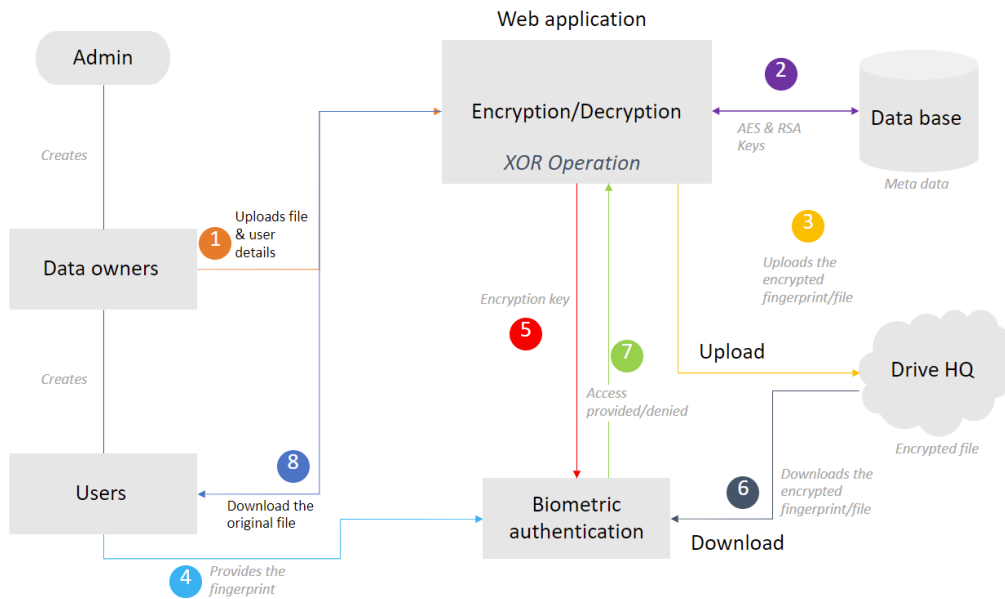 Web application
Admin
Encryption/Decryption
XOR Operation
2
AES & RSA
Keys
Data base
Meta data
Creates
1
Uploads file
& user
details
Data owners
3
Uploads the
encrypted
fingerprint/file
Encryption key
5
7
Upload
Drive HQ
Creates
Access
provided/denied
Encrypted file
Users
8
Download the
original file
Biometric
authentication
6
Downloads the
encrypted
fingerprint/file
Download
4
Provides the
fingerprint